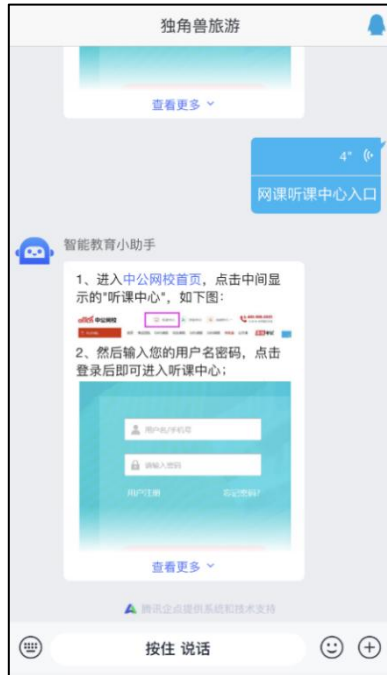 独角兽旅游
查看更多
4"
网课听课中心入口
智能教育小助手
1、进入中公网校首页，点击中间显
示的"听课中心"，如下图：
中公网校
2、然后输入您的用户名密码，点击
登录后即可进入听课中心；
用户名/手机号
请输入密码
用户注册 忘记密码?
查看更多
腾讯企点提供系统和技术支持
按住 说话